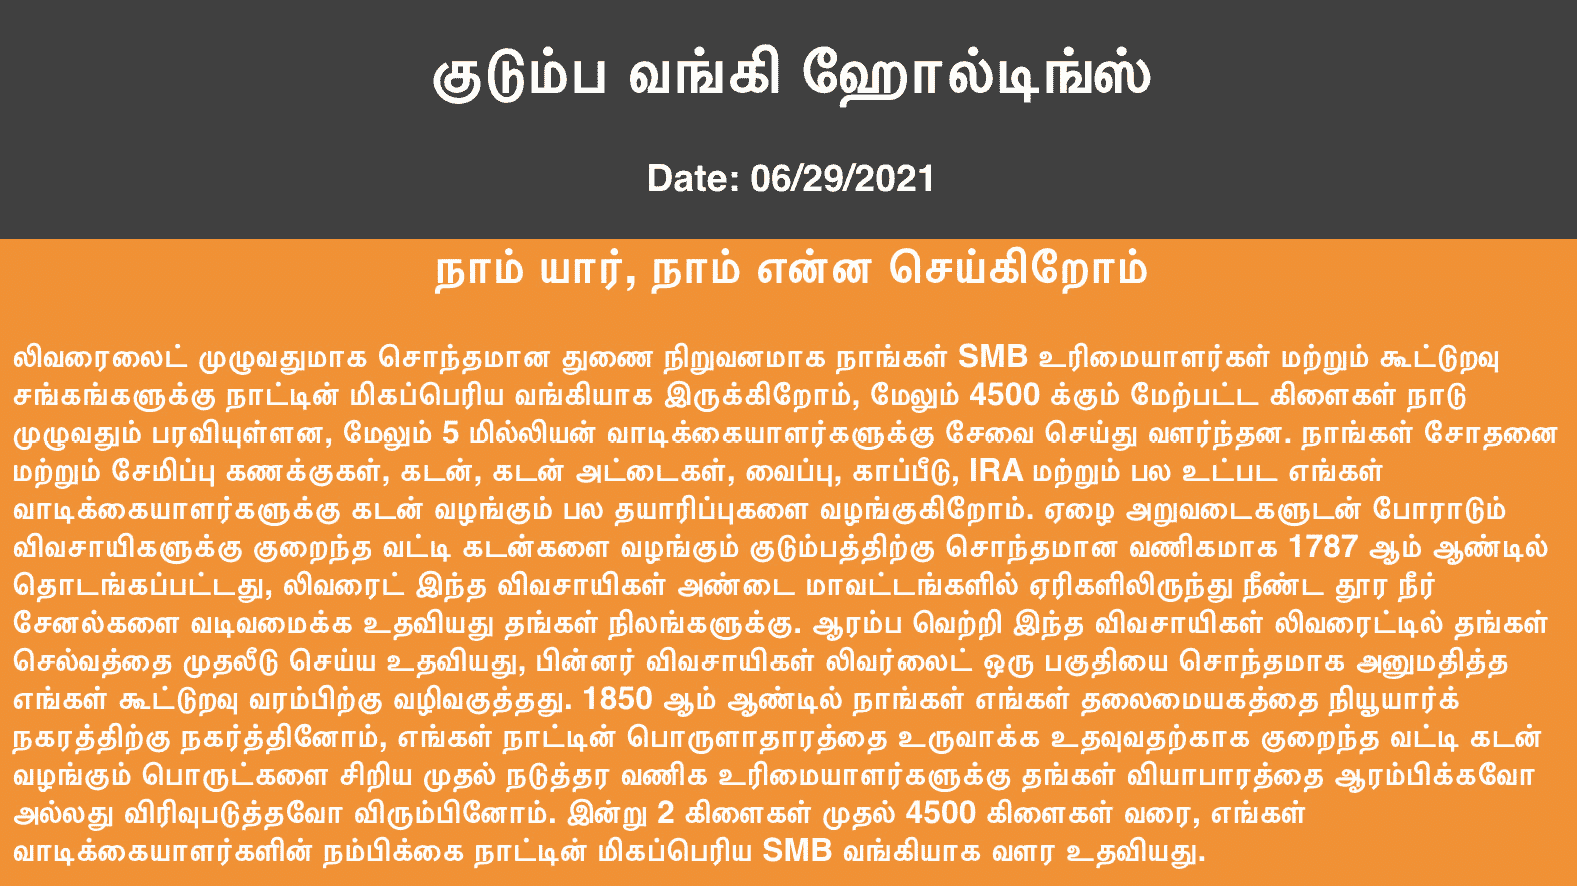 குடும்ப வங்கி ஹோல்டிங்ஸ்
Date: 06/29/2021
நாம் யார், நாம் என்ன செய்கிறோம்
லிவரைலைட் முழுவதுமாக சொந்தமான துணை நிறுவனமாக நாங்கள் SMB உரிமையாளர்கள் மற்றும் கூட்டுறவு
சங்கங்களுக்கு நாட்டின் மிகப்பெரிய வங்கியாக இருக்கிறோம், மேலும் 4500 க்கும் மேற்பட்ட கிளைகள் நாடு
முழுவதும் பரவியுள்ளன, மேலும் 5 மில்லியன் வாடிக்கையாளர்களுக்கு சேவை செய்து வளர்ந்தன. நாங்கள் சோதனை
மற்றும் சேமிப்பு கணக்குகள், கடன், கடன் அட்டைகள், வைப்பு, காப்பீடு, IRA மற்றும் பல உட்பட எங்கள்
வாடிக்கையாளர்களுக்கு கடன் வழங்கும் பல தயாரிப்புகளை வழங்குகிறோம். ஏழை அறுவடைகளுடன் போராடும்
விவசாயிகளுக்கு குறைந்த வட்டி கடன்களை வழங்கும் குடும்பத்திற்கு சொந்தமான வணிகமாக 1787 ஆம் ஆண்டில்
தொடங்கப்பட்டது, லிவரைட் இந்த விவசாயிகள் அண்டை மாவட்டங்களில் ஏரிகளிலிருந்து நீண்ட தூர நீர்
சேனல்களை வடிவமைக்க உதவியது தங்கள் நிலங்களுக்கு. ஆரம்ப வெற்றி இந்த விவசாயிகள் லிவரைட்டில் தங்கள்
செல்வத்தை முதலீடு செய்ய உதவியது, பின்னர் விவசாயிகள் லிவர்லைட் ஒரு பகுதியை சொந்தமாக அனுமதித்த
எங்கள் கூட்டுறவு வரம்பிற்கு வழிவகுத்தது. 1850 ஆம் ஆண்டில் நாங்கள் எங்கள் தலைமையகத்தை நியூயார்க்
நகரத்திற்கு நகர்த்தினோம், எங்கள் நாட்டின் பொருளாதாரத்தை உருவாக்க உதவுவதற்காக குறைந்த வட்டி கடன்
வழங்கும் பொருட்களை சிறிய முதல் நடுத்தர வணிக உரிமையாளர்களுக்கு தங்கள் வியாபாரத்தை ஆரம்பிக்கவோ
அல்லது விரிவுபடுத்தவோ விரும்பினோம். இன்று 2 கிளைகள் முதல் 4500 கிளைகள் வரை, எங்கள்
வாடிக்கையாளர்களின் நம்பிக்கை நாட்டின் மிகப்பெரிய SMB வங்கியாக வளர உதவியது.